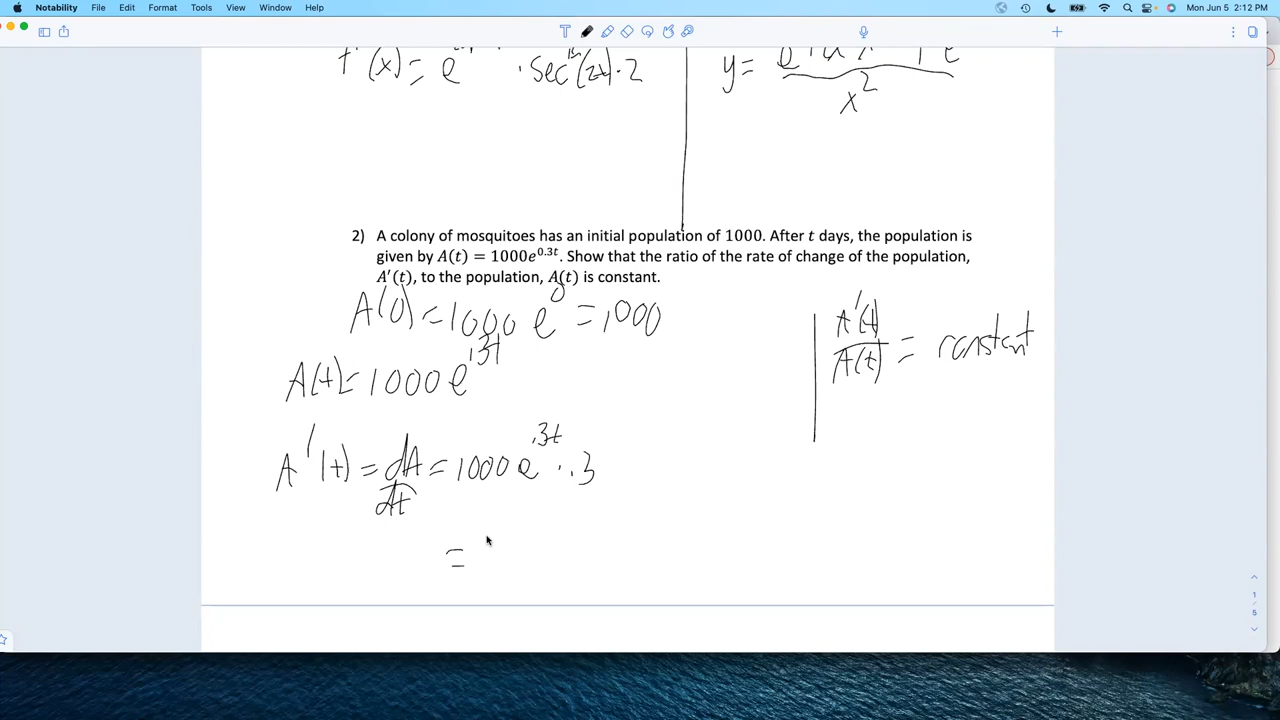 Notability File Edit View Tools Window Help Mon Jun 5 2:12 PM
f'(x) = e · sec²(2x) · 2
y =
x²
2) A colony of mosquitoes has an initial population of 1000. After t days, the population is
given by A(t) = 1000e^0.3t. Show that the ratio of the rate of change of the population,
A′(t), to the population, A(t) is constant.
A(0) = 1000 e^0 = 1000
A'(t)/A(t) = constant
A(t) = 1000 e^.3t
A'(t) = dA/dt = 1000 e^.3t · .3
=
1
/
5